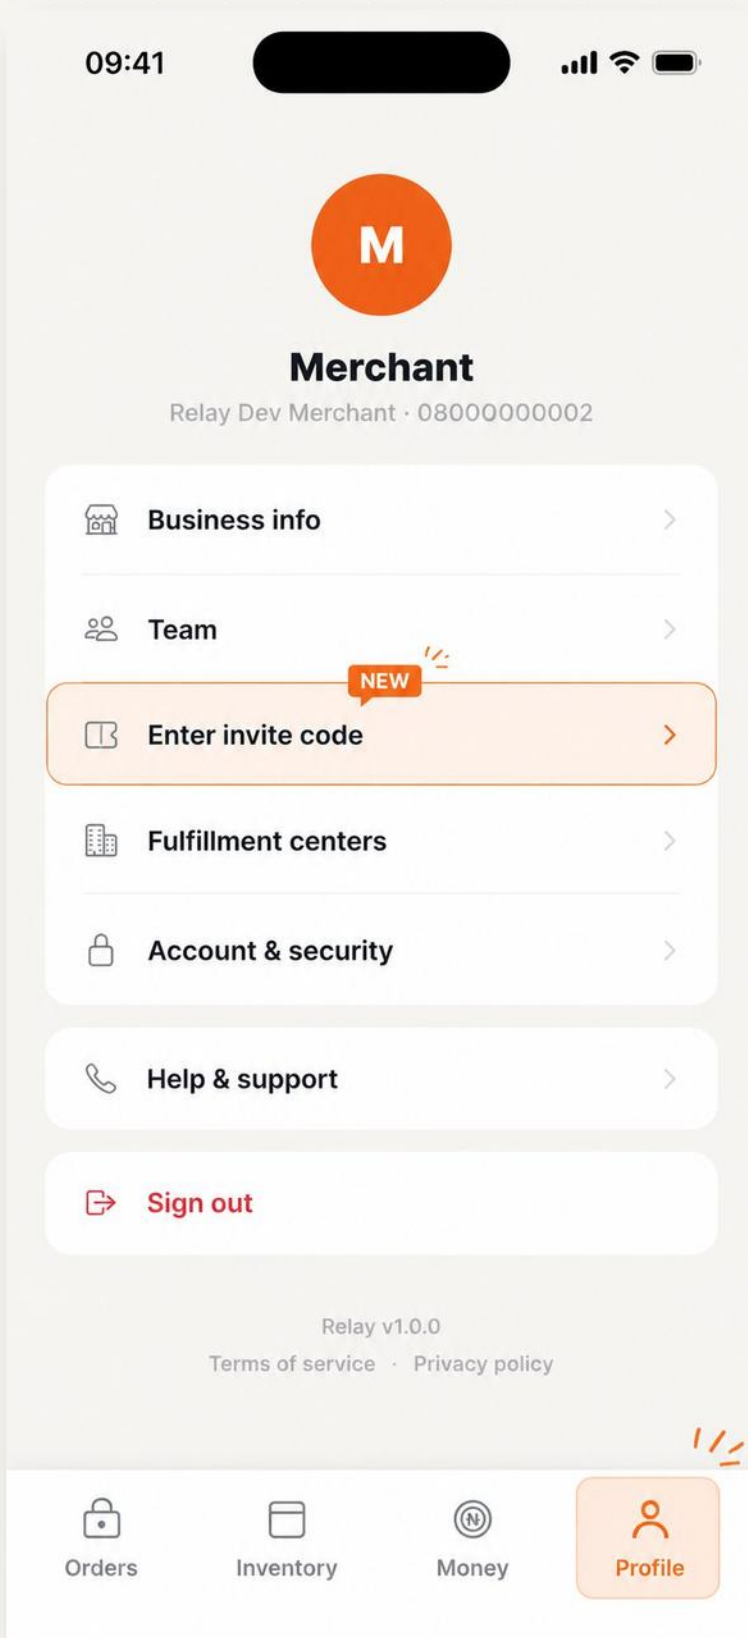 09:41
M
Merchant
Relay Dev Merchant · 08000000002
Business info
Team
NEW
Enter invite code
Fulfillment centers
Account & security
Help & support
Sign out
Relay v1.0.0
Terms of service · Privacy policy
Orders
Inventory
Money
Profile